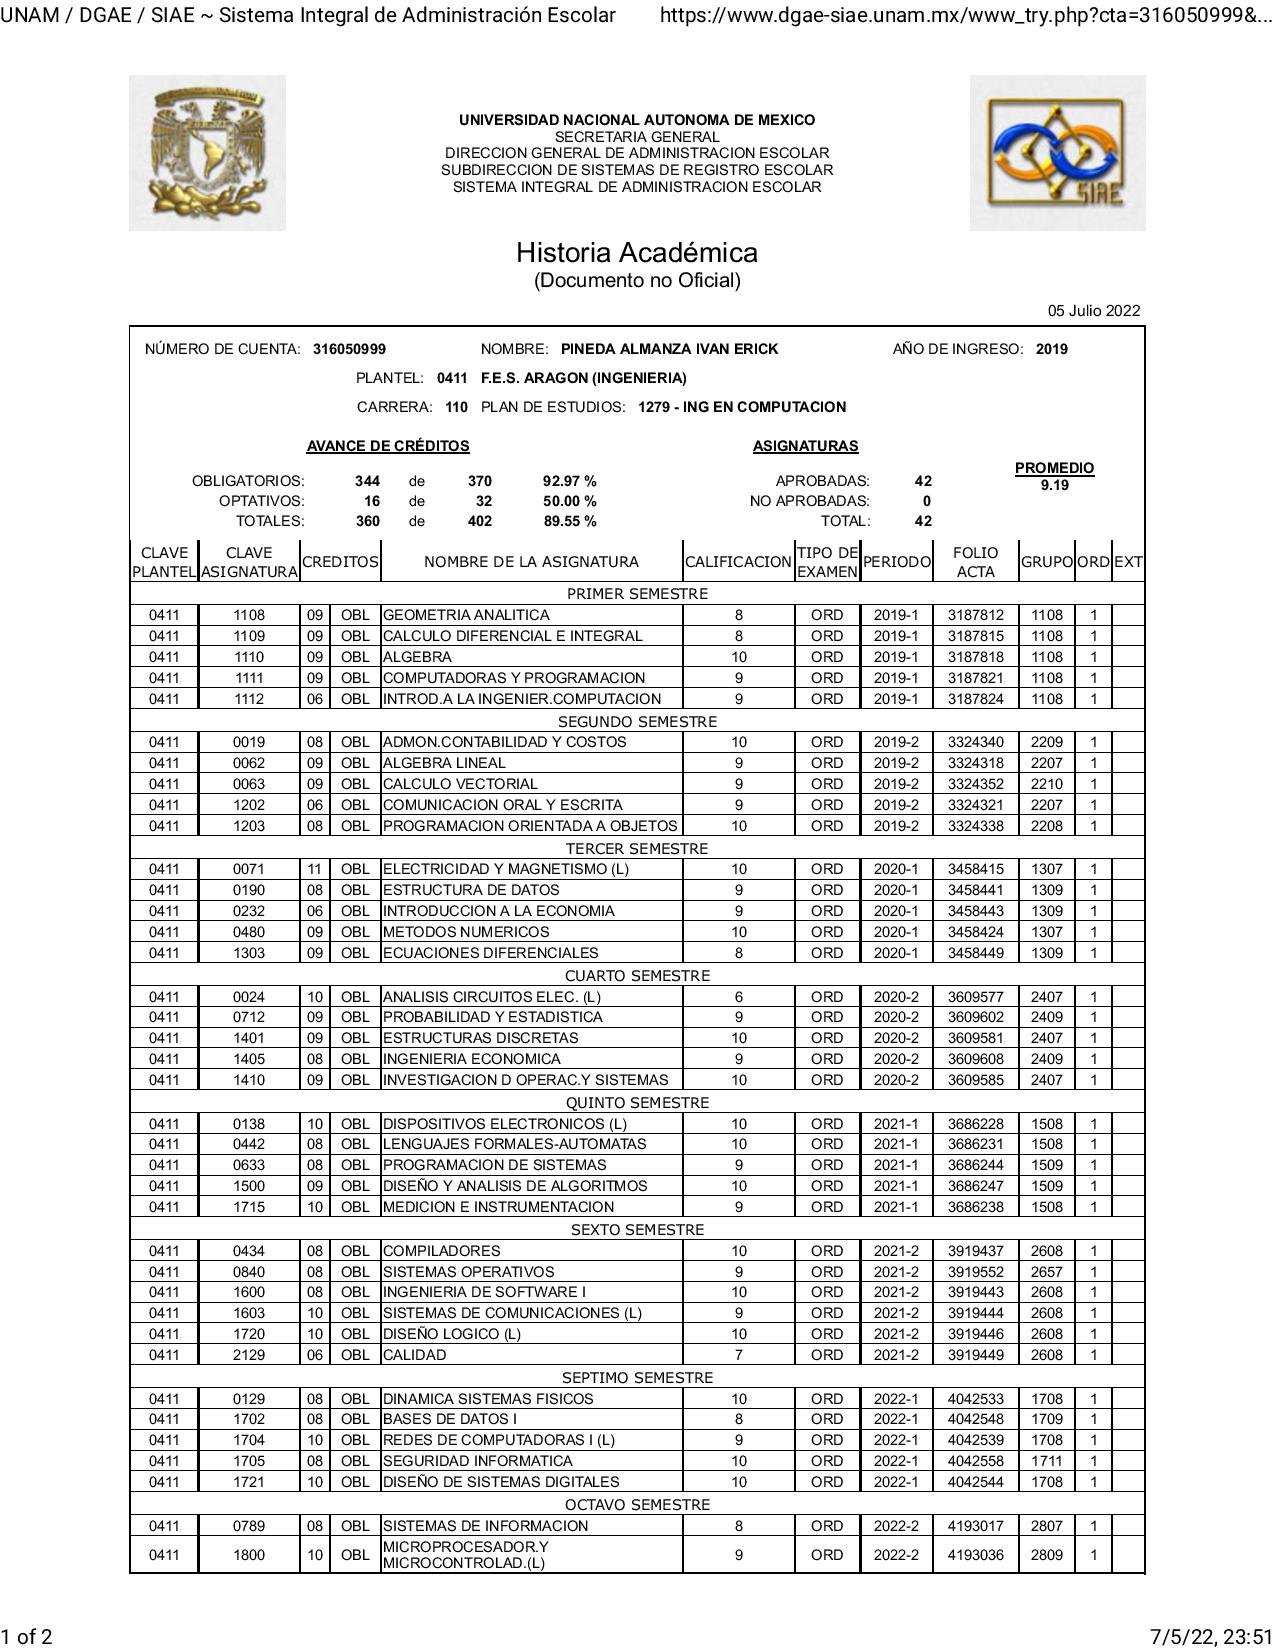 UNAM / DGAE / SIAE ~ Sistema Integral de Administración Escolar https://www.dgae-siae.unam.mx/www_try.php?cta=316050999&...
UNIVERSIDAD NACIONAL AUTONOMA DE MEXICO
SECRETARIA GENERAL
DIRECCION GENERAL DE ADMINISTRACION ESCOLAR
SUBDIRECCION DE SISTEMAS DE REGISTRO ESCOLAR
SISTEMA INTEGRAL DE ADMINISTRACION ESCOLAR
SIAE
Historia Académica
(Documento no Oficial)
05 Julio 2022
NÚMERO DE CUENTA: 316050999 NOMBRE: PINEDA ALMANZA IVAN ERICK AÑO DE INGRESO: 2019
PLANTEL: 0411 F.E.S. ARAGON (INGENIERIA)
CARRERA: 110 PLAN DE ESTUDIOS: 1279 - ING EN COMPUTACION
AVANCE DE CRÉDITOS ASIGNATURAS
PROMEDIO
9.19
OBLIGATORIOS: 344 de 370 92.97 % APROBADAS: 42
OPTATIVOS: 16 de 32 50.00 % NO APROBADAS: 0
TOTALES: 360 de 402 89.55 % TOTAL: 42
CLAVE PLANTEL CLAVE ASIGNATURA CREDITOS NOMBRE DE LA ASIGNATURA CALIFICACION TIPO DE EXAMEN PERIODO FOLIO ACTA GRUPO ORD EXT
PRIMER SEMESTRE
0411 1108 09 OBL GEOMETRIA ANALITICA 8 ORD 2019-1 3187812 1108 1
0411 1109 09 OBL CALCULO DIFERENCIAL E INTEGRAL 8 ORD 2019-1 3187815 1108 1
0411 1110 09 OBL ALGEBRA 10 ORD 2019-1 3187818 1108 1
0411 1111 09 OBL COMPUTADORAS Y PROGRAMACION 9 ORD 2019-1 3187821 1108 1
0411 1112 06 OBL INTROD.A LA INGENIER.COMPUTACION 9 ORD 2019-1 3187824 1108 1
SEGUNDO SEMESTRE
0411 0019 08 OBL ADMON.CONTABILIDAD Y COSTOS 10 ORD 2019-2 3324340 2209 1
0411 0062 09 OBL ALGEBRA LINEAL 9 ORD 2019-2 3324318 2207 1
0411 0063 09 OBL CALCULO VECTORIAL 9 ORD 2019-2 3324352 2210 1
0411 1202 06 OBL COMUNICACION ORAL Y ESCRITA 9 ORD 2019-2 3324321 2207 1
0411 1203 08 OBL PROGRAMACION ORIENTADA A OBJETOS 10 ORD 2019-2 3324338 2208 1
TERCER SEMESTRE
0411 0071 11 OBL ELECTRICIDAD Y MAGNETISMO (L) 10 ORD 2020-1 3458415 1307 1
0411 0190 08 OBL ESTRUCTURA DE DATOS 9 ORD 2020-1 3458441 1309 1
0411 0232 06 OBL INTRODUCCION A LA ECONOMIA 9 ORD 2020-1 3458443 1309 1
0411 0480 09 OBL METODOS NUMERICOS 10 ORD 2020-1 3458424 1307 1
0411 1303 09 OBL ECUACIONES DIFERENCIALES 8 ORD 2020-1 3458449 1309 1
CUARTO SEMESTRE
0411 0024 10 OBL ANALISIS CIRCUITOS ELEC. (L) 6 ORD 2020-2 3609577 2407 1
0411 0712 09 OBL PROBABILIDAD Y ESTADISTICA 9 ORD 2020-2 3609602 2409 1
0411 1401 09 OBL ESTRUCTURAS DISCRETAS 10 ORD 2020-2 3609581 2407 1
0411 1405 08 OBL INGENIERIA ECONOMICA 9 ORD 2020-2 3609608 2409 1
0411 1410 09 OBL INVESTIGACION D OPERAC.Y SISTEMAS 10 ORD 2020-2 3609585 2407 1
QUINTO SEMESTRE
0411 0138 10 OBL DISPOSITIVOS ELECTRONICOS (L) 10 ORD 2021-1 3686228 1508 1
0411 0442 08 OBL LENGUAJES FORMALES-AUTOMATAS 10 ORD 2021-1 3686231 1508 1
0411 0633 08 OBL PROGRAMACION DE SISTEMAS 9 ORD 2021-1 3686244 1509 1
0411 1500 09 OBL DISEÑO Y ANALISIS DE ALGORITMOS 10 ORD 2021-1 3686247 1509 1
0411 1715 10 OBL MEDICION E INSTRUMENTACION 9 ORD 2021-1 3686238 1508 1
SEXTO SEMESTRE
0411 0434 08 OBL COMPILADORES 10 ORD 2021-2 3919437 2608 1
0411 0840 08 OBL SISTEMAS OPERATIVOS 9 ORD 2021-2 3919552 2657 1
0411 1600 08 OBL INGENIERIA DE SOFTWARE I 10 ORD 2021-2 3919443 2608 1
0411 1603 10 OBL SISTEMAS DE COMUNICACIONES (L) 9 ORD 2021-2 3919444 2608 1
0411 1720 10 OBL DISEÑO LOGICO (L) 10 ORD 2021-2 3919446 2608 1
0411 2129 06 OBL CALIDAD 7 ORD 2021-2 3919449 2608 1
SEPTIMO SEMESTRE
0411 0129 08 OBL DINAMICA SISTEMAS FISICOS 10 ORD 2022-1 4042533 1708 1
0411 1702 08 OBL BASES DE DATOS I 8 ORD 2022-1 4042548 1709 1
0411 1704 10 OBL REDES DE COMPUTADORAS I (L) 9 ORD 2022-1 4042539 1708 1
0411 1705 08 OBL SEGURIDAD INFORMATICA 10 ORD 2022-1 4042558 1711 1
0411 1721 10 OBL DISEÑO DE SISTEMAS DIGITALES 10 ORD 2022-1 4042544 1708 1
OCTAVO SEMESTRE
0411 0789 08 OBL SISTEMAS DE INFORMACION 8 ORD 2022-2 4193017 2807 1
0411 1800 10 OBL MICROPROCESADOR.Y MICROCONTROLAD.(L) 9 ORD 2022-2 4193036 2809 1
1 of 2 7/5/22, 23:51